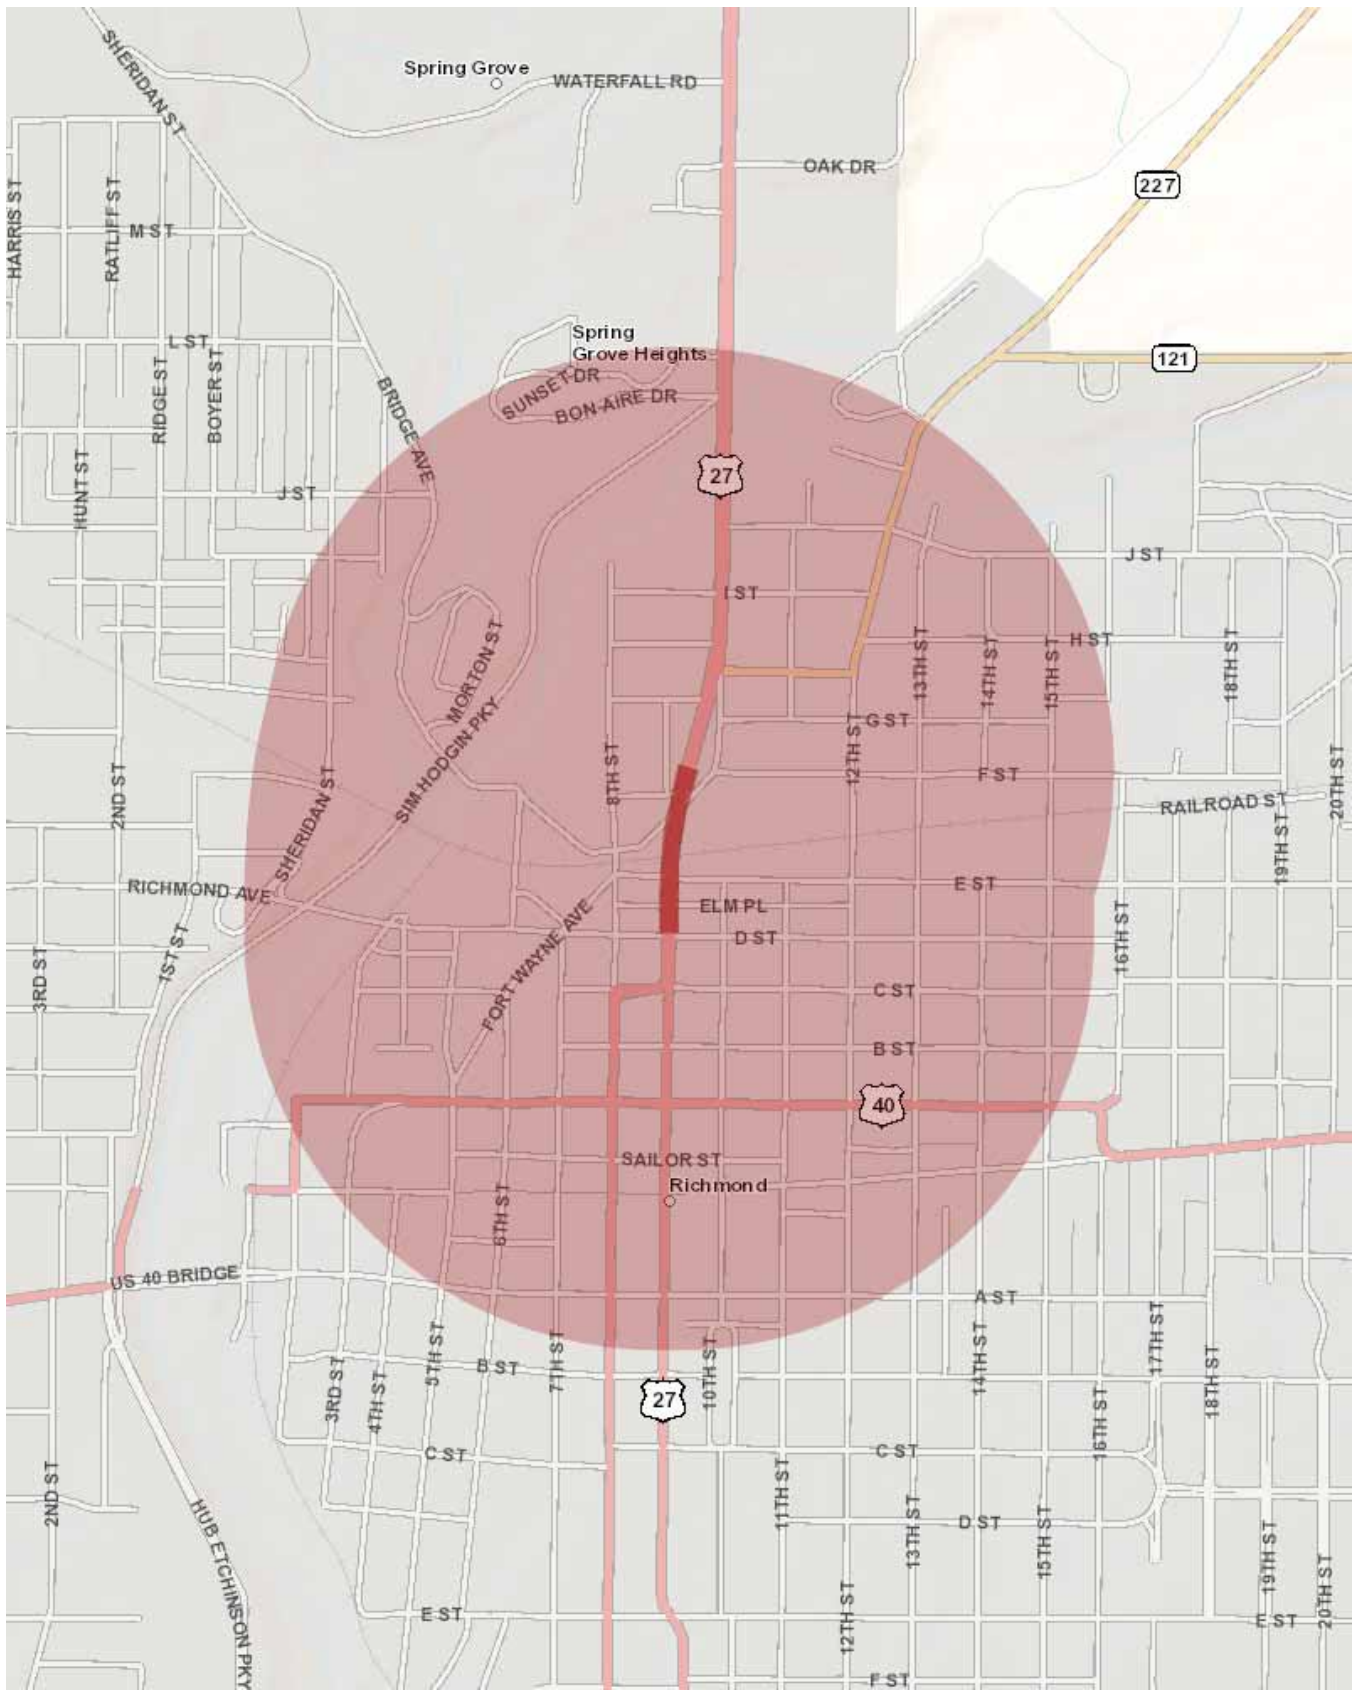 SHERIDAN ST
Spring Grove
WATERFALL RD
OAK DR
227
HARRIS ST
RATLIFF ST
M ST
Spring
Grove Heights
L ST
121
RIDGE ST
BOYER ST
BRIDGE AVE
SUNSET DR
BON-AIRE DR
27
HUNT ST
J ST
J ST
I ST
MORTON ST
13TH ST
14TH ST
15TH ST
H ST
18TH ST
G ST
2ND ST
SHERIDAN ST
SIM HODGIN PKY
8TH ST
12TH ST
F ST
20TH ST
RAILROAD ST
19TH ST
RICHMOND AVE
E ST
ELM PL
D ST
1ST ST
FORT WAYNE AVE
16TH ST
3RD ST
C ST
B ST
40
SAILOR ST
Richmond
6TH ST
US 40 BRIDGE
A ST
5TH ST
7TH ST
10TH ST
14TH ST
17TH ST
B ST
3RD ST
4TH ST
27
18TH ST
16TH ST
C ST
C ST
2ND ST
11TH ST
HUB ETCHINSON PKY
D ST
13TH ST
15TH ST
19TH ST
20TH ST
12TH ST
E ST
E ST
F ST